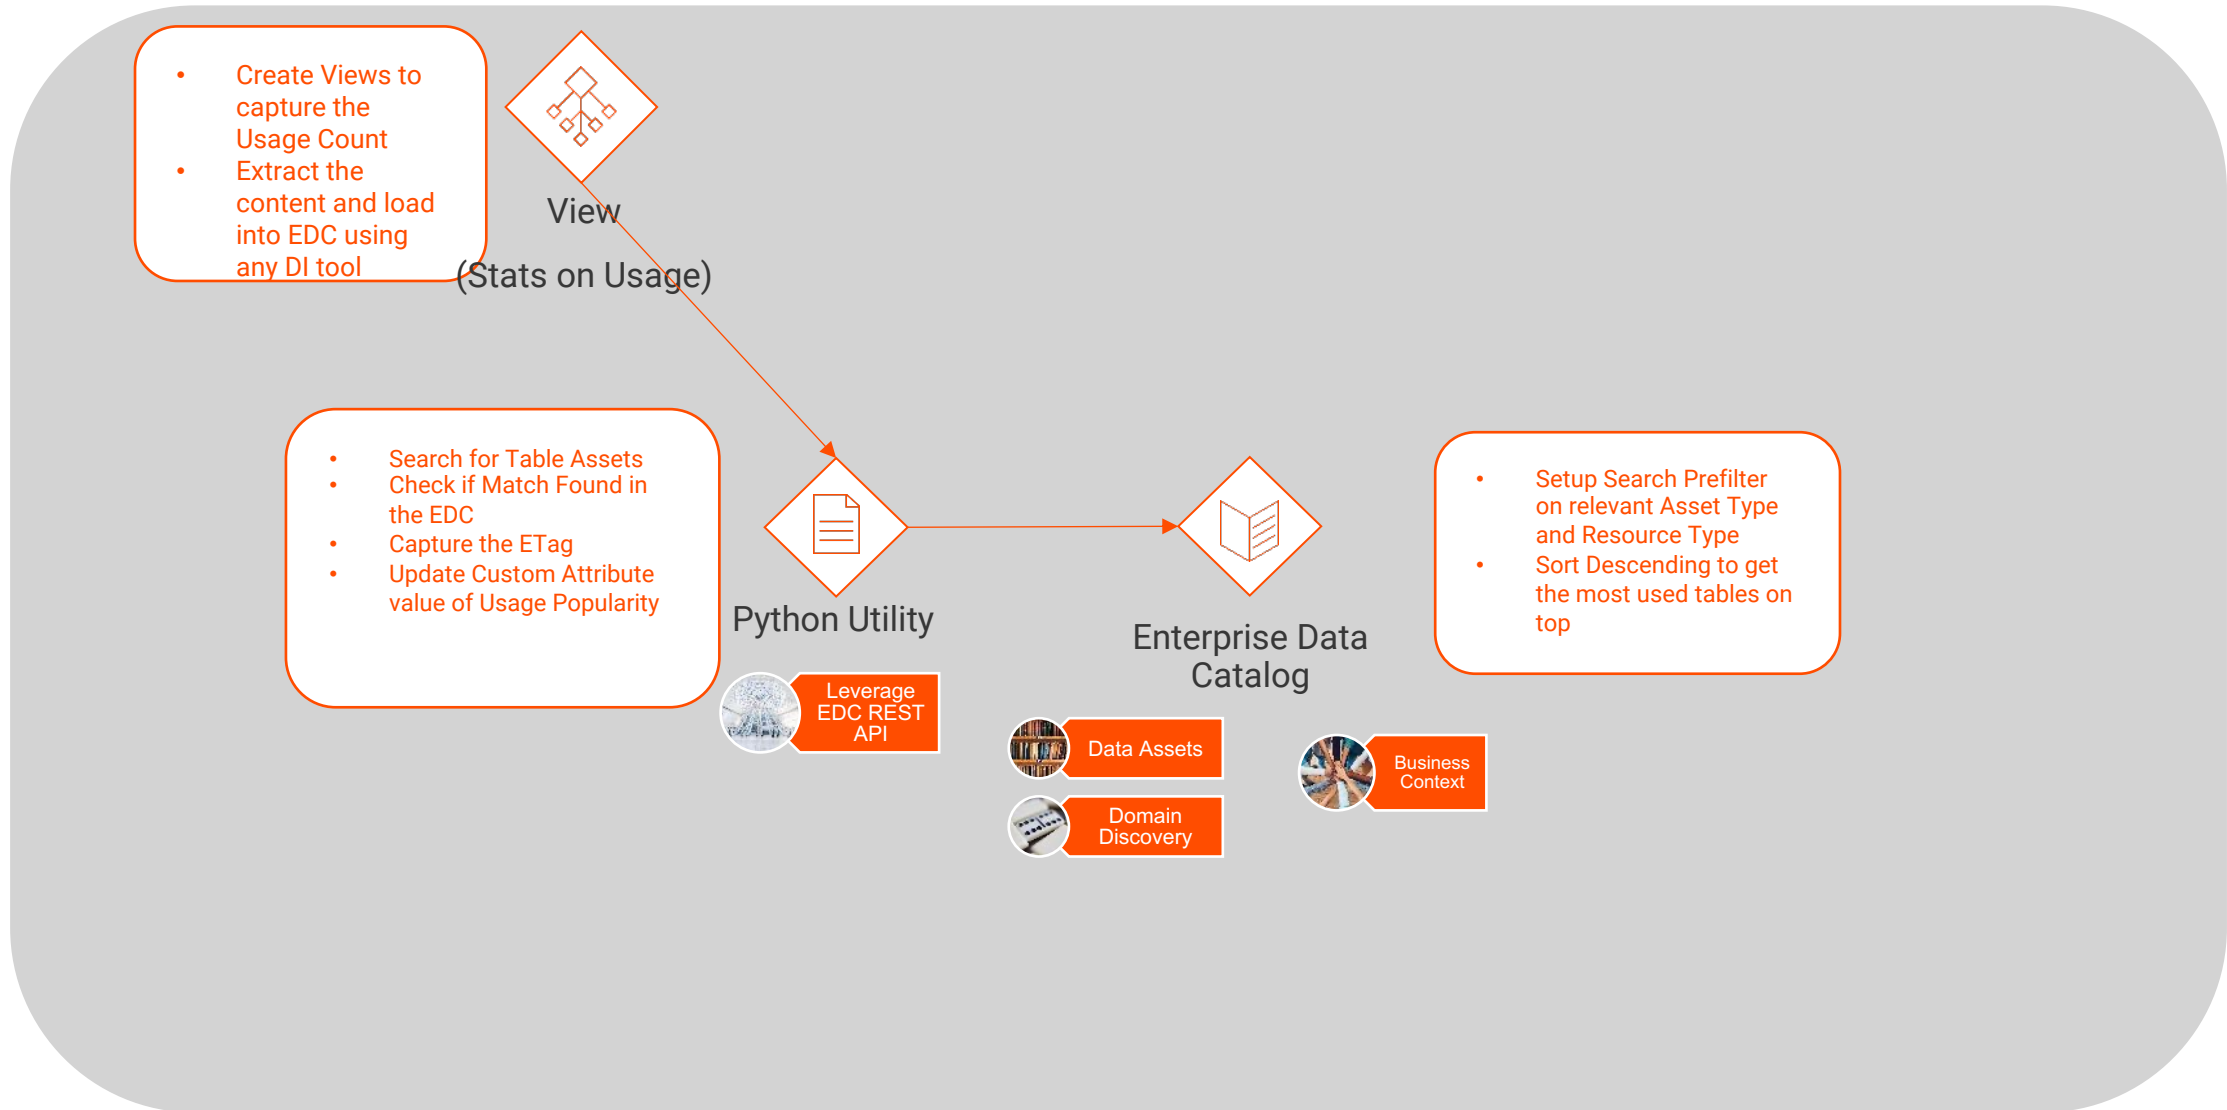 • Create Views to
capture the
Usage Count
• Extract the
content and load
into EDC using
any DI tool
View
(Stats on Usage)
• Search for Table Assets
• Check if Match Found in
the EDC
• Capture the ETag
• Update Custom Attribute
value of Usage Popularity
Python Utility
Leverage
EDC REST
API
Enterprise Data
Catalog
Data Assets
Domain
Discovery
Business
Context
• Setup Search Prefilter
on relevant Asset Type
and Resource Type
• Sort Descending to get
the most used tables on
top